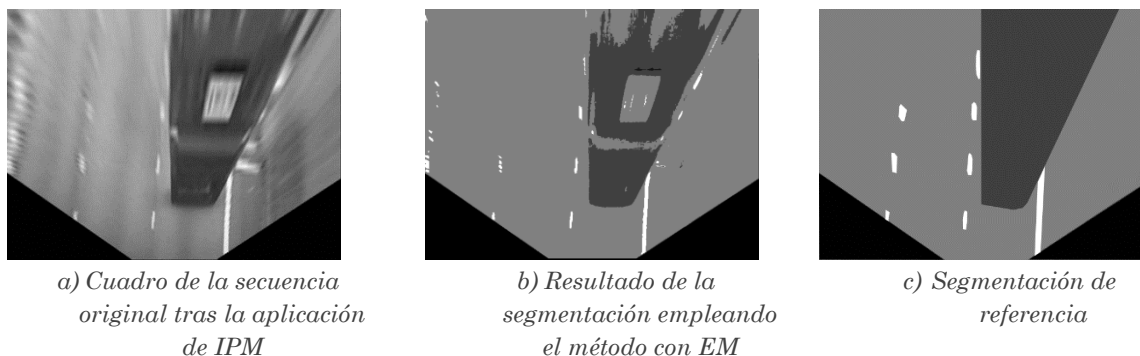 a) Cuadro de la secuencia
original tras la aplicación
de IPM
b) Resultado de la
segmentación empleando
el método con EM
c) Segmentación de
referencia